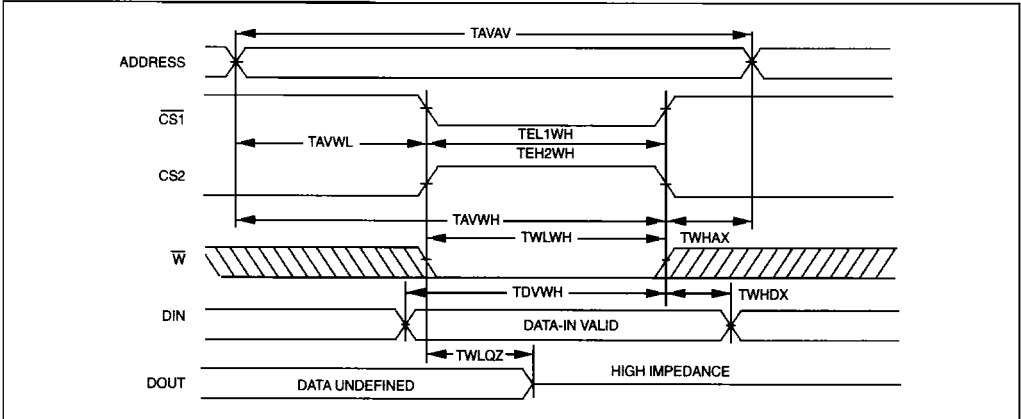 TAVAV
ADDRESS
CS1
TAVWL
TEL1WH
TEH2WH
CS2
TAVWH
TWLWH
TWHAX
W
TDVWH
TWHDX
DIN
DATA-IN VALID
TWLQZ
HIGH IMPEDANCE
DOUT
DATA UNDEFINED